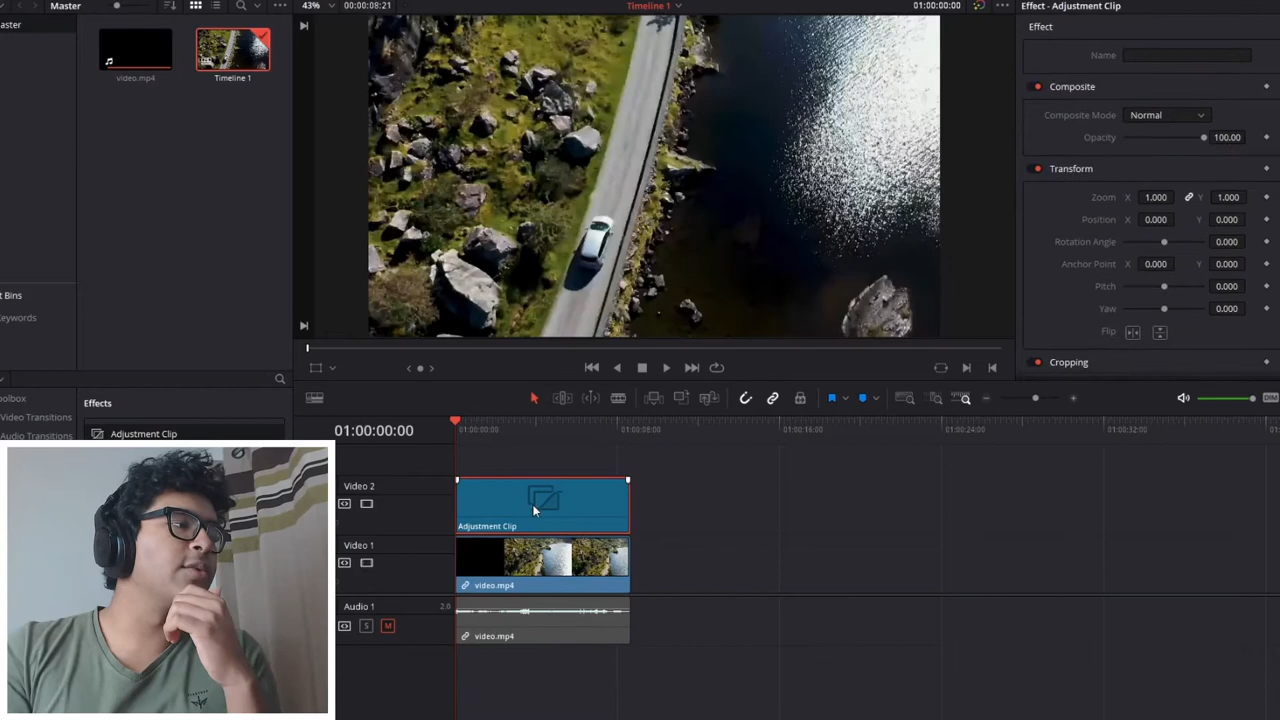 Master
43%
00:00:08:21
Timeline 1
01:00:00:00
Effect - Adjustment Clip
aster
video.mp4
Timeline 1
Effect
Name
Composite
Composite Mode
Normal
Opacity
100.00
Transform
Zoom
X
1.000
Y
1.000
Position
X
0.000
Y
0.000
Rotation Angle
0.000
Anchor Point
X
0.000
Y
0.000
Pitch
0.000
Yaw
0.000
Flip
Cropping
t Bins
eywords
oolbox
Video Transitions
Audio Transitions
Effects
Adjustment Clip
01:00:00:00
01:00:00:00
01:00:08:00
01:00:16:00
01:00:24:00
01:00:32:00
DIM
Video 2
Adjustment Clip
Video 1
video.mp4
Audio 1
2.0
S
M
video.mp4